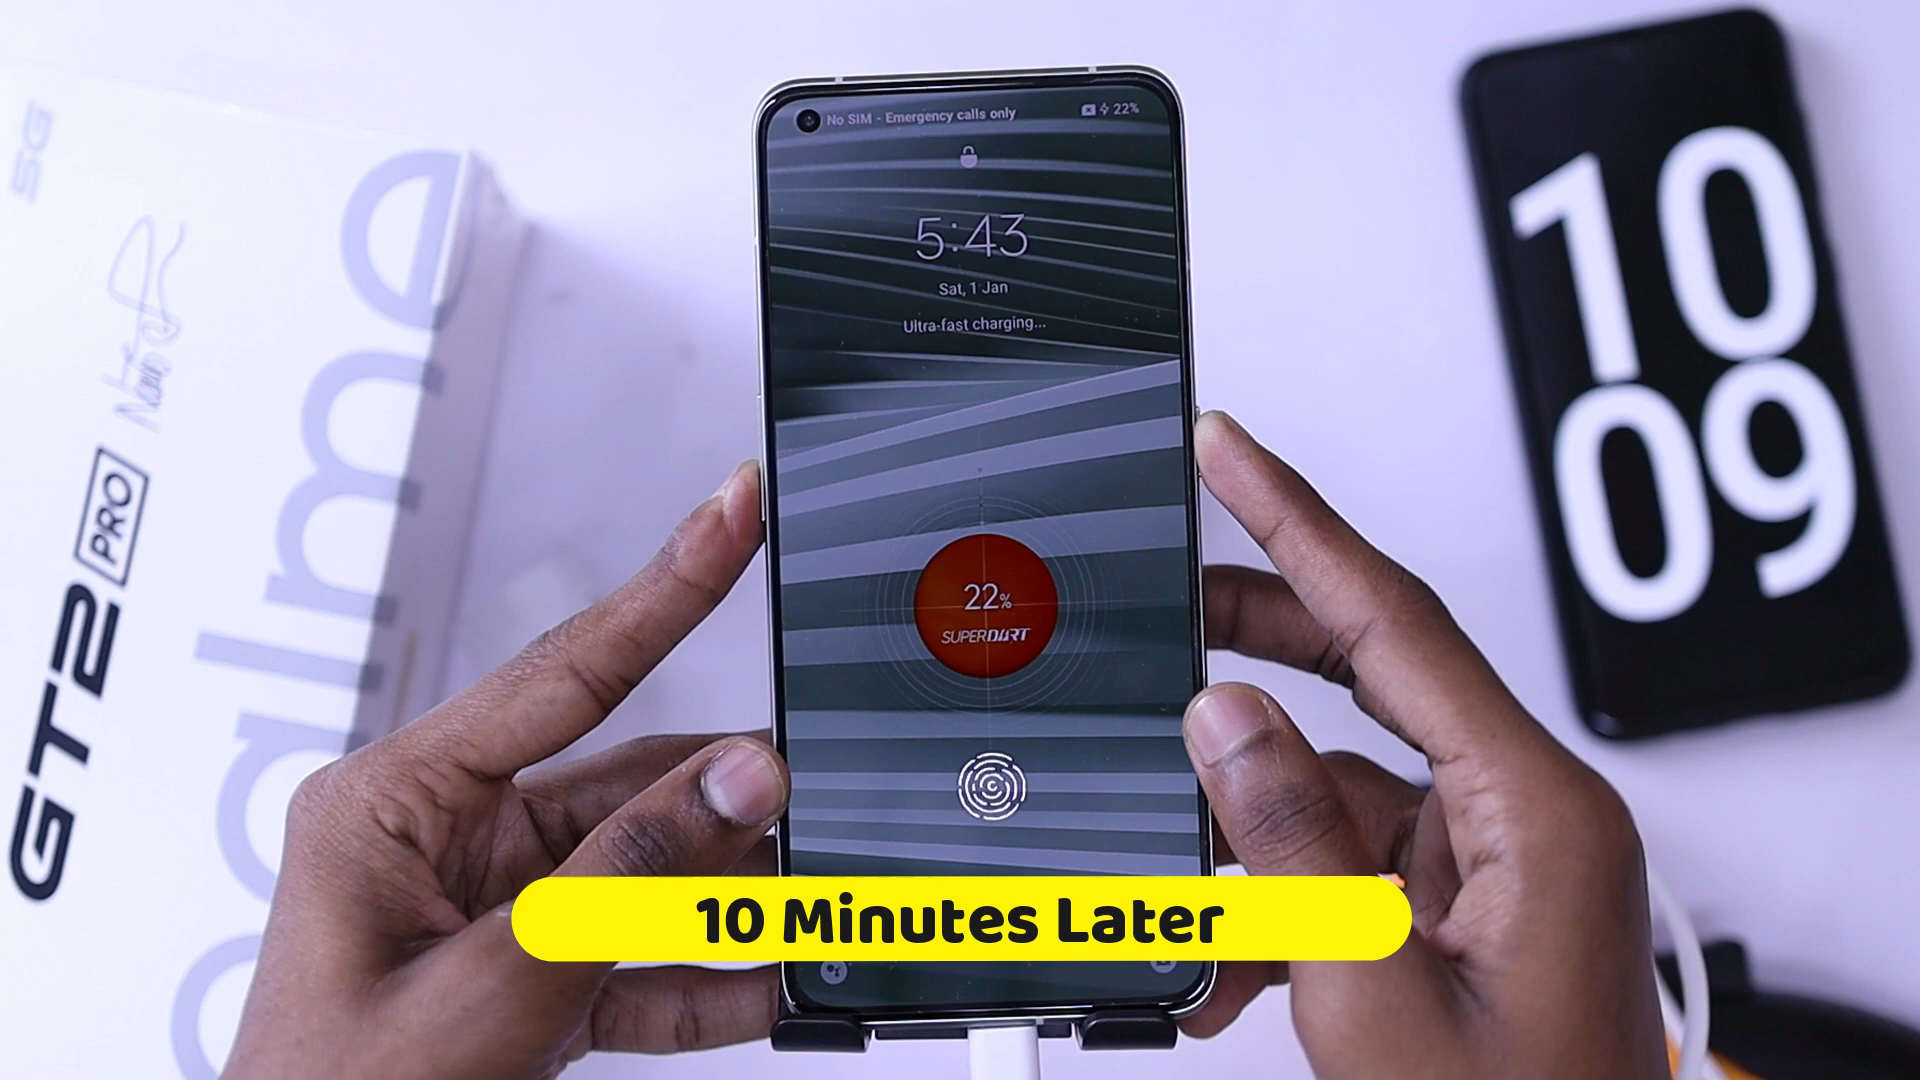 No SIM - Emergency calls only
22%
5:43
Sat, 1 Jan
Ultra-fast charging...
22%
SUPERDART
10
09
5G
realme
GT2 PRO
10 Minutes Later